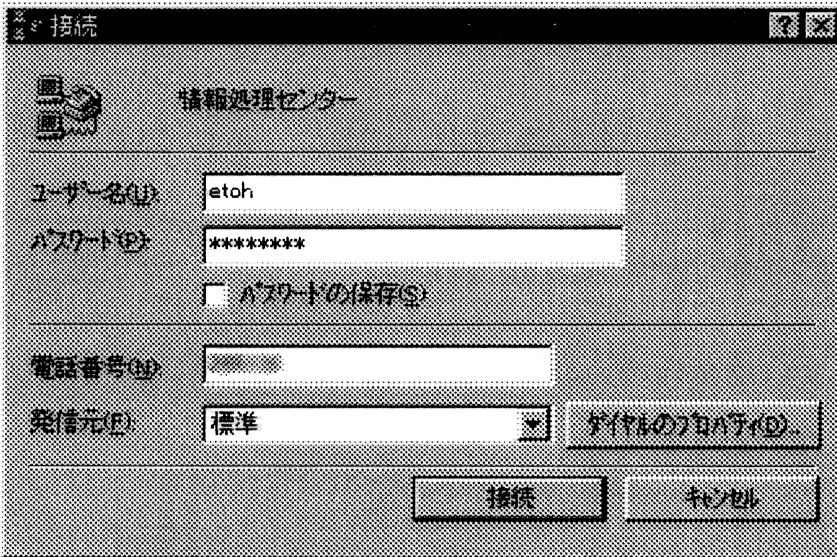 接続
情報処理センター
ユーザー名(U): etoh
パスワード(P): ********
パスワードの保存(S)
電話番号(N):
発信元(F): 標準 ダイヤルのプロパティ(D)...
接続 キャンセル